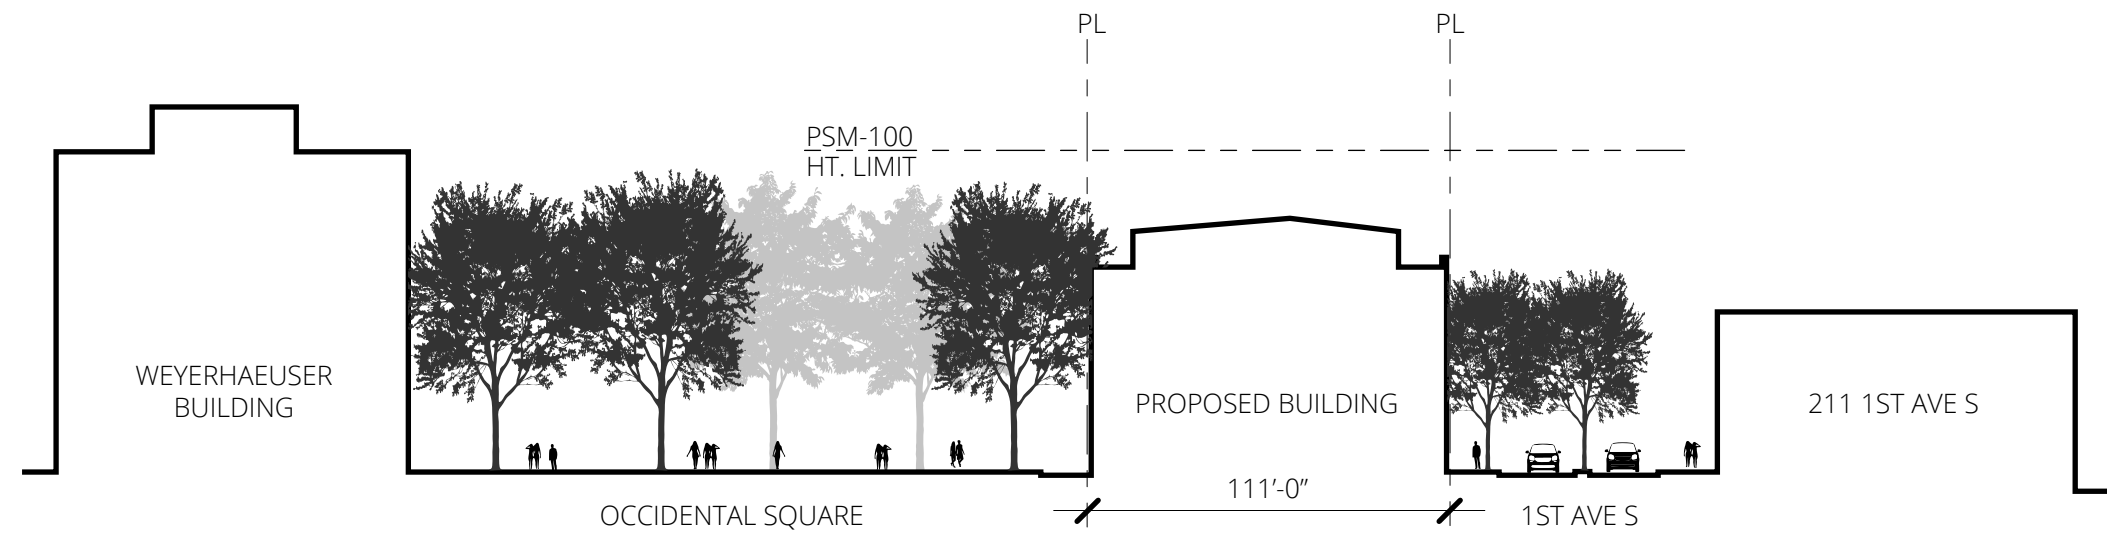 PL
PL
PSM-100
HT. LIMIT
WEYERHAEUSER
BUILDING
PROPOSED BUILDING
211 1ST AVE S
111’-0”
OCCIDENTAL SQUARE
1ST AVE S